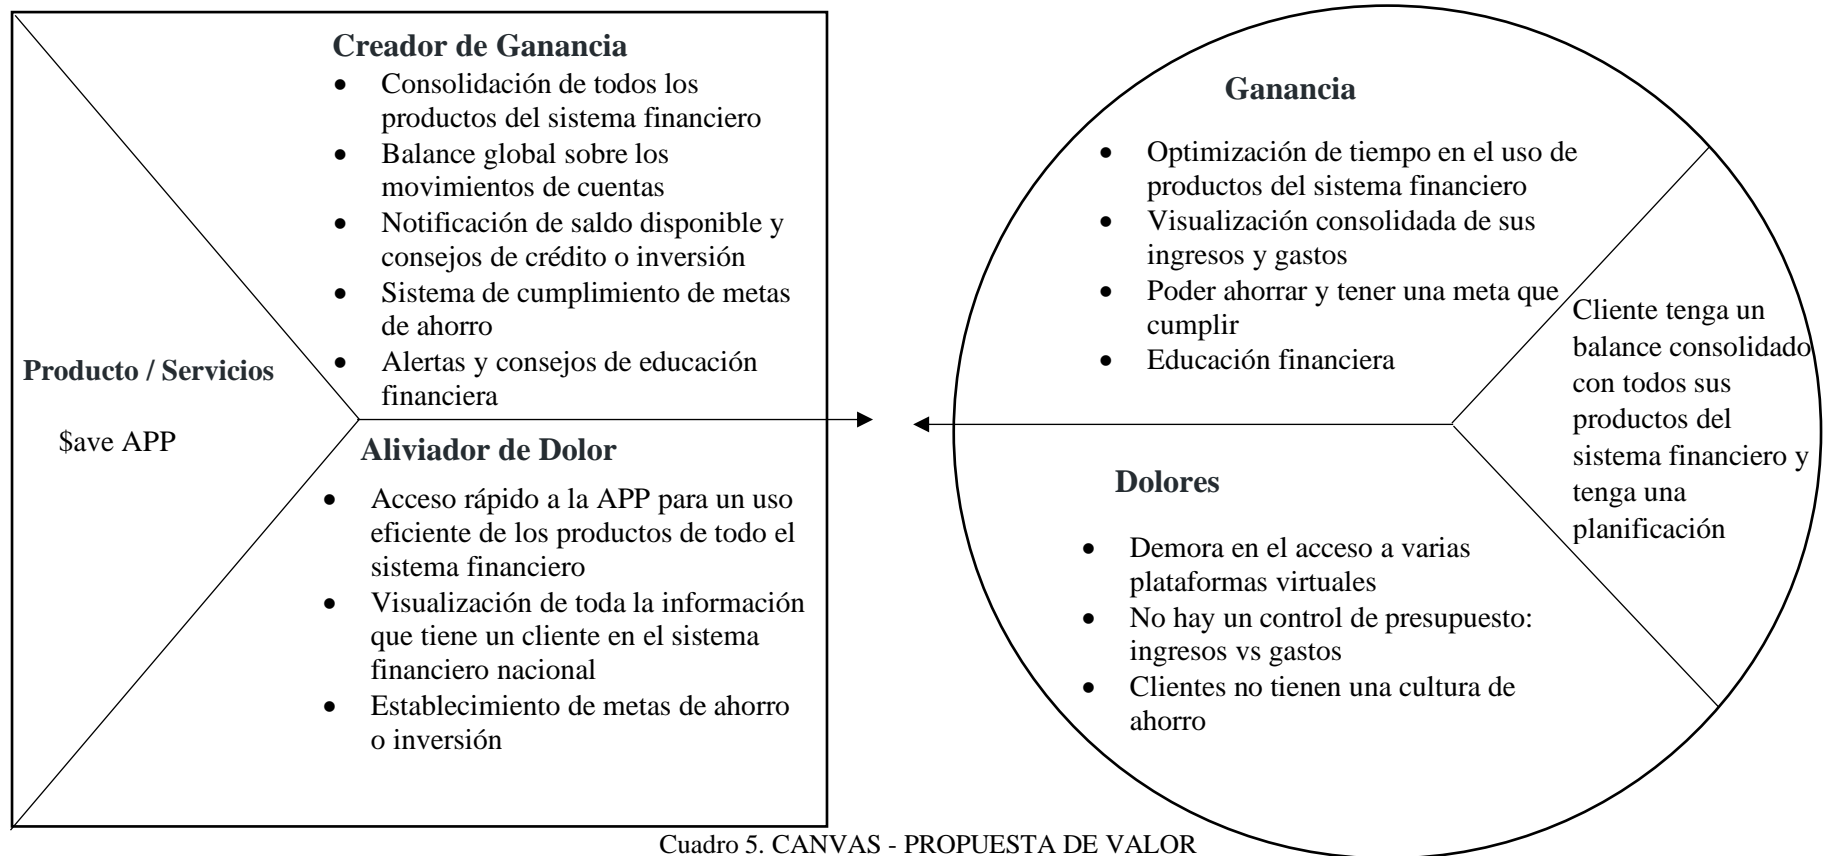 Creador de Ganancia
• Consolidación de todos los
productos del sistema financiero
• Balance global sobre los
movimientos de cuentas
• Notificación de saldo disponible y
consejos de crédito o inversión
• Sistema de cumplimiento de metas
de ahorro
• Alertas y consejos de educación
financiera
Producto / Servicios
$ave APP
Aliviador de Dolor
• Acceso rápido a la APP para un uso
eficiente de los productos de todo el
sistema financiero
• Visualización de toda la información
que tiene un cliente en el sistema
financiero nacional
• Establecimiento de metas de ahorro
o inversión
Ganancia
• Optimización de tiempo en el uso de
productos del sistema financiero
• Visualización consolidada de sus
ingresos y gastos
• Poder ahorrar y tener una meta que
cumplir
• Educación financiera
Cliente tenga un
balance consolidado
con todos sus
productos del
sistema financiero y
tenga una
planificación
Dolores
• Demora en el acceso a varias
plataformas virtuales
• No hay un control de presupuesto:
ingresos vs gastos
• Clientes no tienen una cultura de
ahorro
Cuadro 5. CANVAS - PROPUESTA DE VALOR